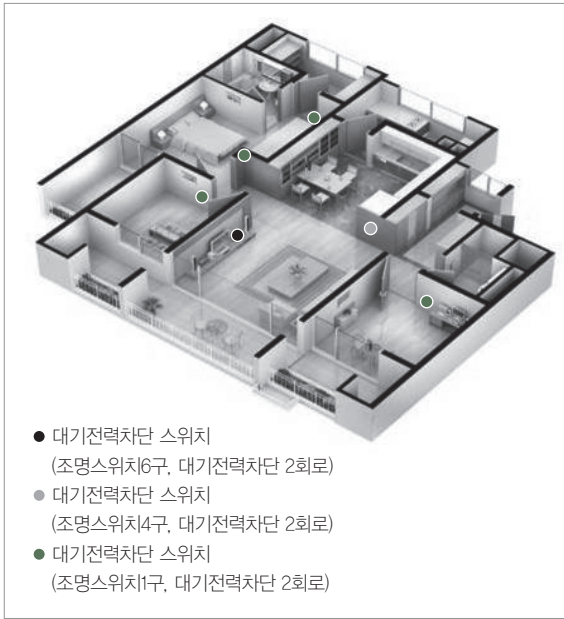 ● 대기전력차단 스위치
(조명스위치6구, 대기전력차단 2회로)
● 대기전력차단 스위치
(조명스위치4구, 대기전력차단 2회로)
● 대기전력차단 스위치
(조명스위치1구, 대기전력차단 2회로)